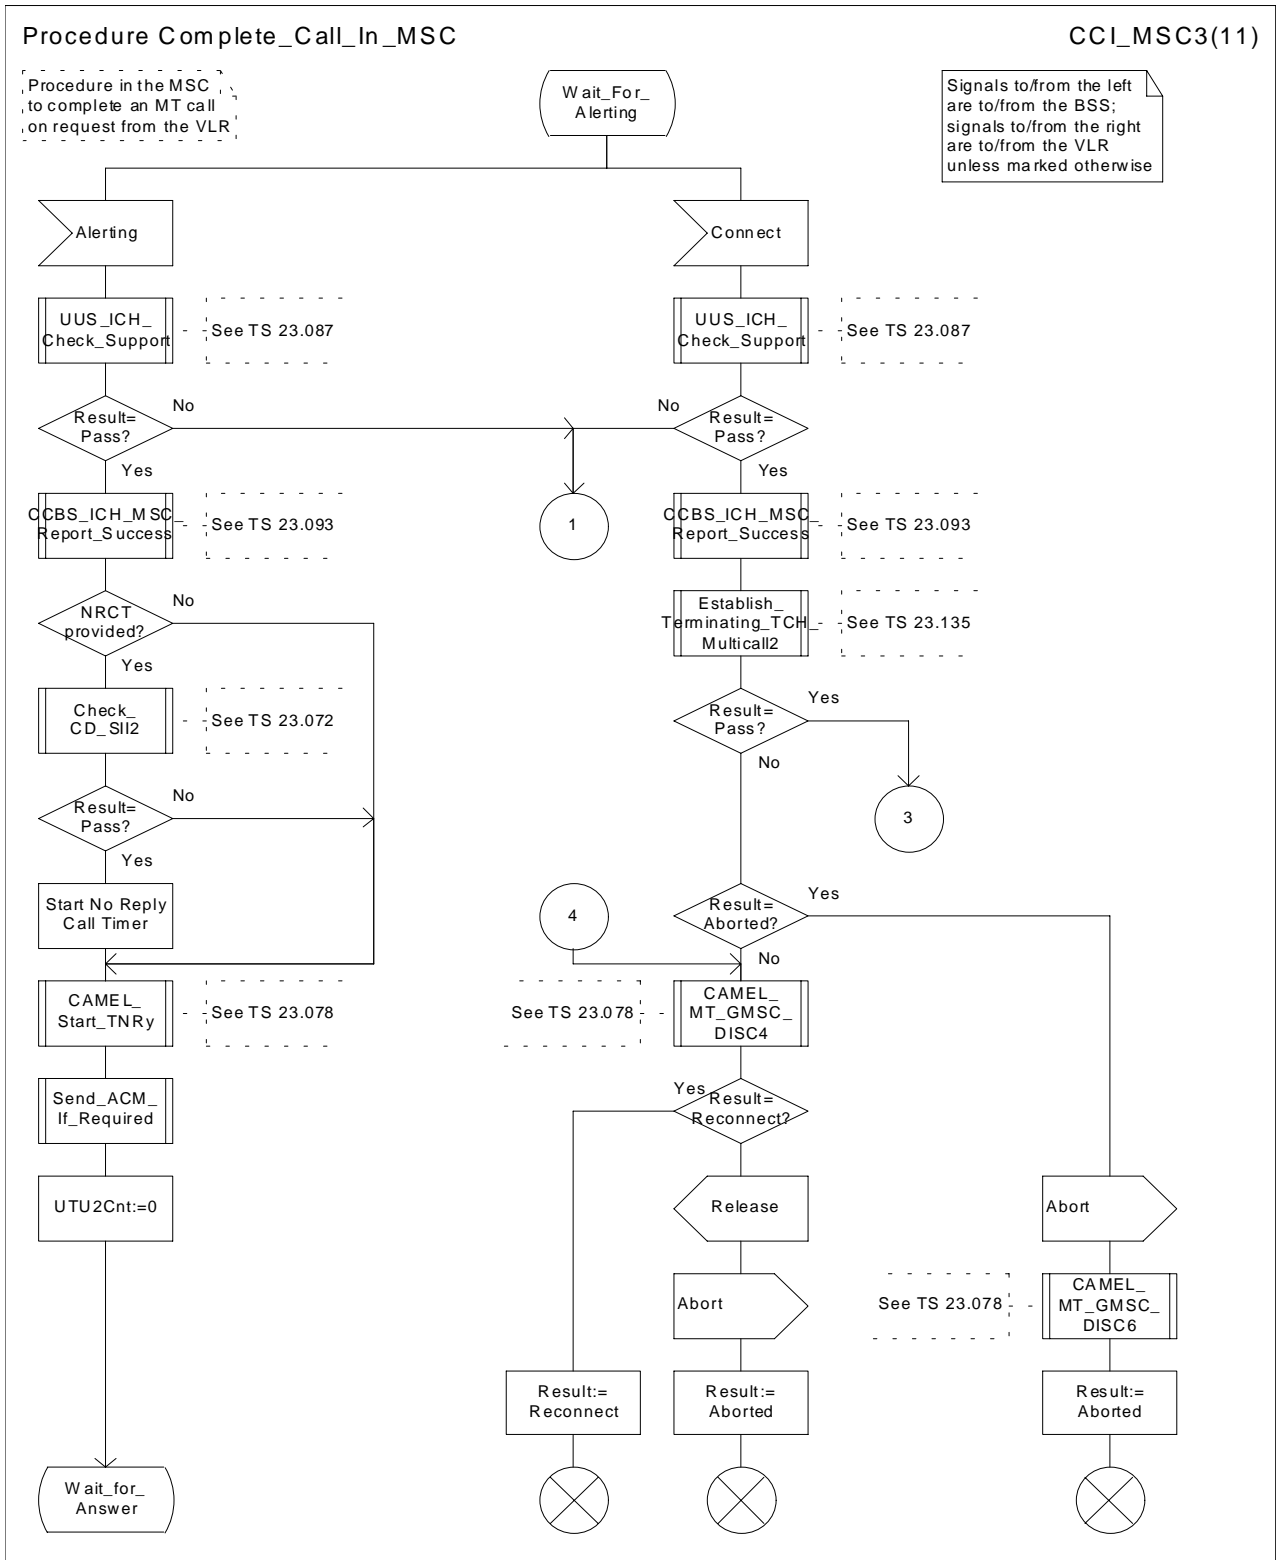 Procedure Complete_Call_In_MSC
CCI_MSC3(11)
Procedure in the MSC
to complete an MT call
on request from the VLR
Wait_For_
Alerting
Signals to/from the left
are to/from the BSS;
signals to/from the right
are to/from the VLR
unless marked otherwise
Alerting
Connect
UUS_ICH_
Check_Support
See TS 23.087
UUS_ICH_
Check_Support
See TS 23.087
Result=
Pass?
No
Yes
No
Result=
Pass?
Yes
CCBS_ICH_MSC_
Report_Success
See TS 23.093
1
CCBS_ICH_MSC_
Report_Success
See TS 23.093
NRCT
provided?
No
Yes
Establish_
Terminating_TCH_
Multicall2
See TS 23.135
Check_
CD_SII2
See TS 23.072
Result=
Pass?
Yes
No
Result=
Pass?
No
Yes
3
Start No Reply
Call Timer
4
Result=
Aborted?
Yes
No
CAMEL_
Start_TNRy
See TS 23.078
See TS 23.078
CAMEL_
MT_GMSC_
DISC4
Send_ACM_
If_Required
Yes
Result=
Reconnect?
UTU2Cnt:=0
Release
Abort
Abort
See TS 23.078
CAMEL_
MT_GMSC_
DISC6
Result:=
Reconnect
Result:=
Aborted
Result:=
Aborted
Wait_for_
Answer